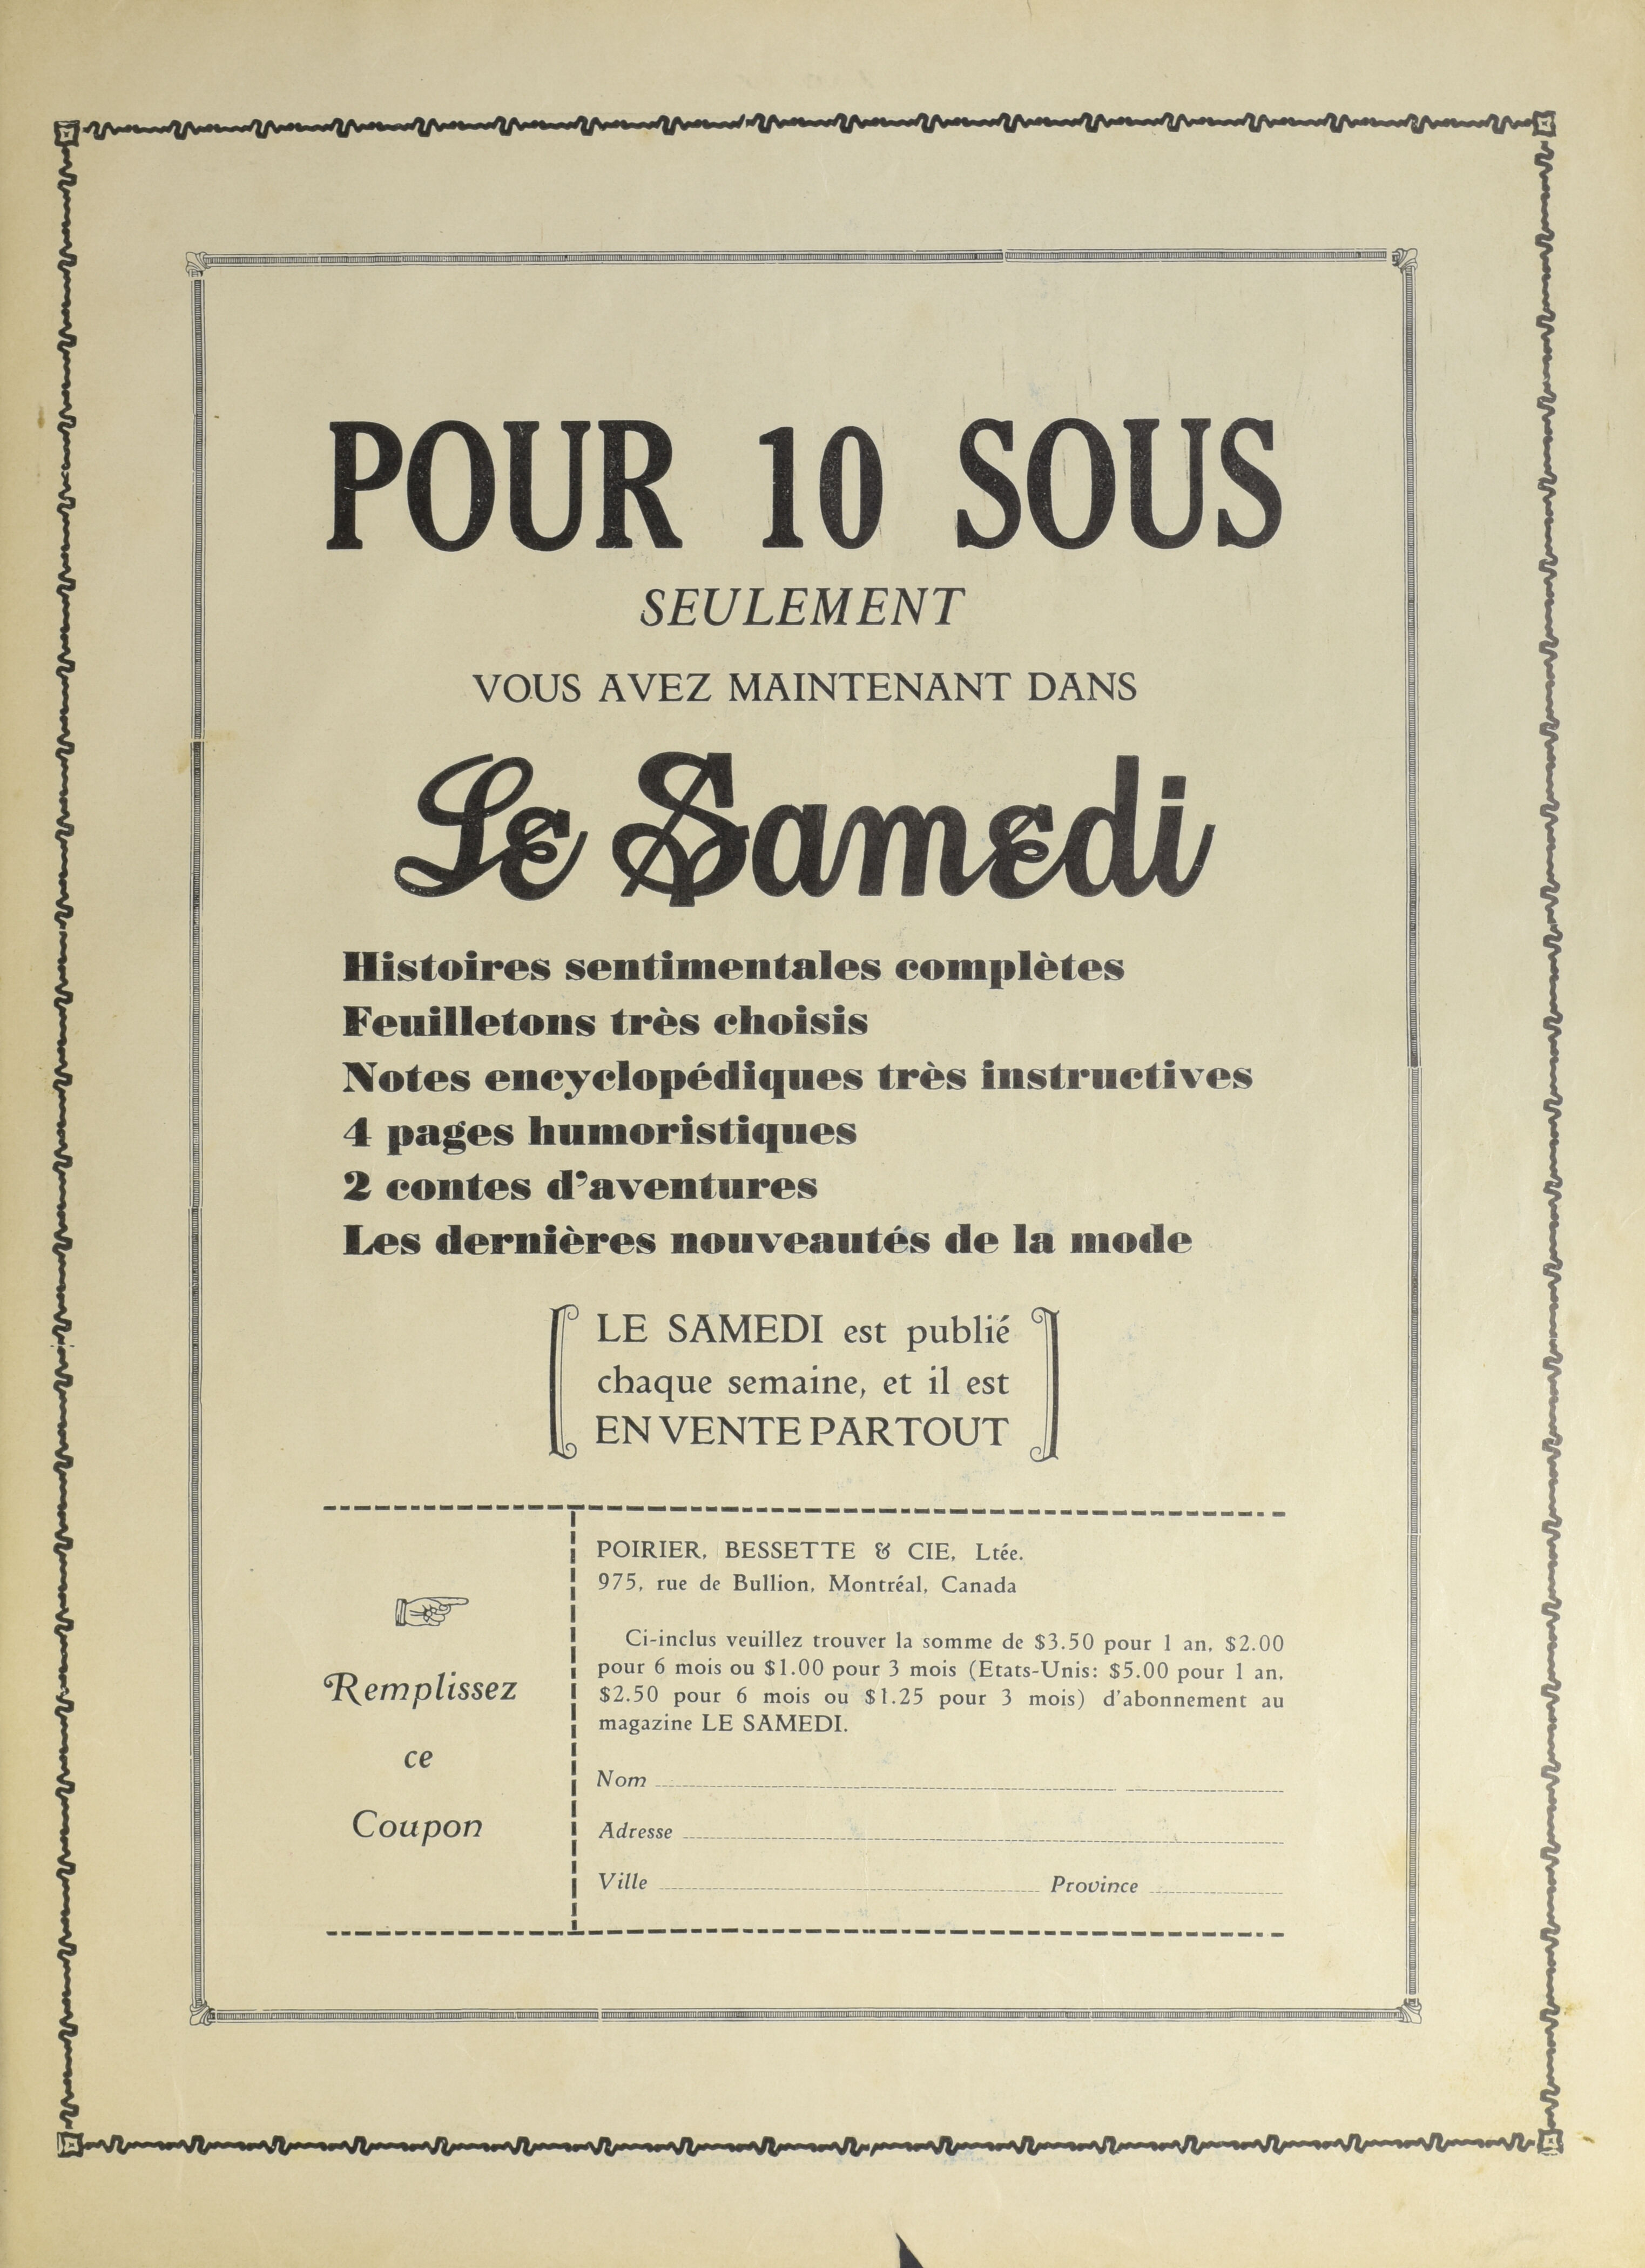 POUR 10 SOUS
SEULEMENT
VOUS AVEZ MAINTENANT DANS
Le Samedi
Histoires sentimentales complètes
Feuilletons très choisis
Notes encyclopédiques très instructives
4 pages humoristiques
2 contes d'aventures
Les dernières nouveautés de la mode
LE SAMEDI est publié
chaque semaine, et il est
EN VENTE PARTOUT
Remplissez
ce
Coupon
POIRIER, BESSETTE & CIE, Ltée.
975, rue de Bullion, Montréal, Canada
Ci-inclus veuillez trouver la somme de $3.50 pour 1 an, $2.00
pour 6 mois ou $1.00 pour 3 mois (Etats-Unis: $5.00 pour 1 an,
$2.50 pour 6 mois ou $1.25 pour 3 mois) d'abonnement au
magazine LE SAMEDI.
Nom
Adresse
Ville Province